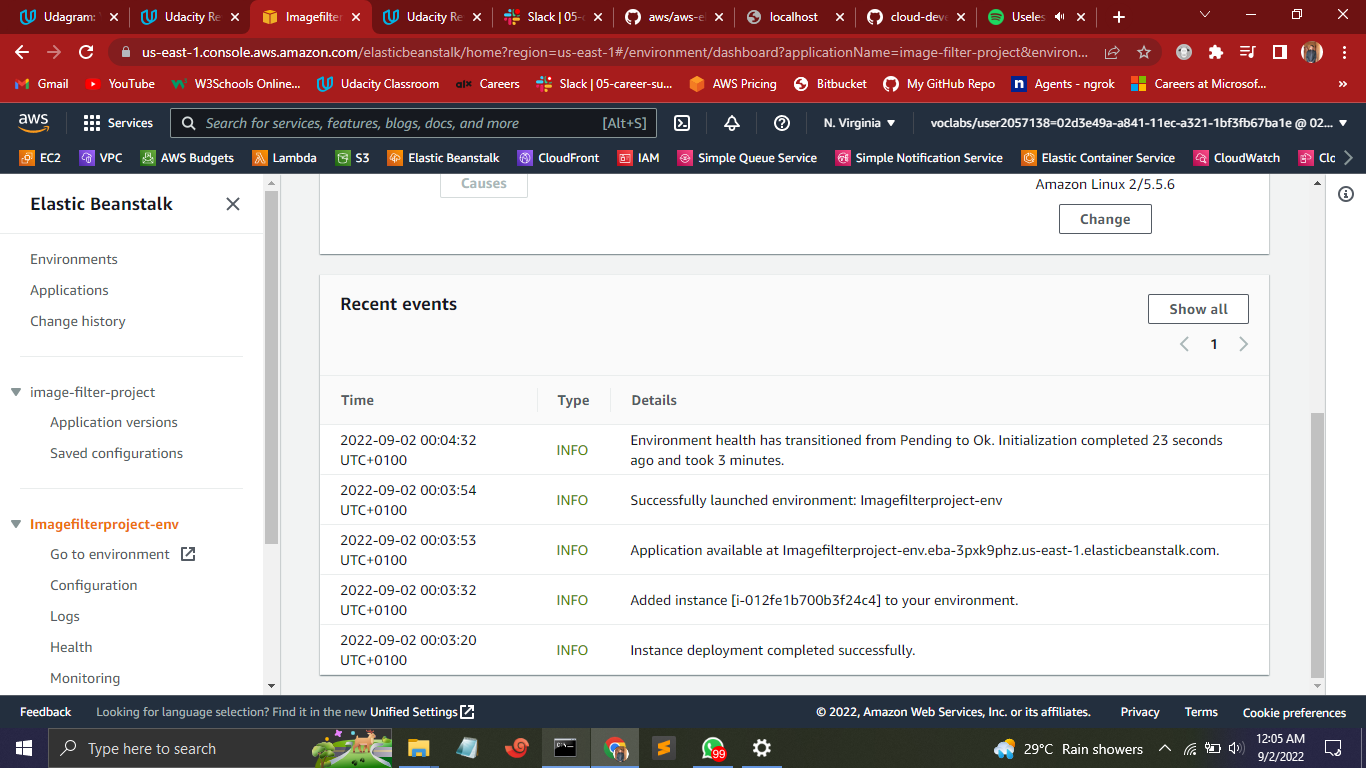 Udagram:
Udacity Re
Imagefilter
Udacity Re
Slack | 05-
aws/aws-el
localhost
cloud-deve
Useles
us-east-1.console.aws.amazon.com/elasticbeanstalk/home?region=us-east-1#/environment/dashboard?applicationName=image-filter-project&environ...
Gmail
YouTube
W3Schools Online...
Udacity Classroom
Careers
Slack | 05-career-su...
AWS Pricing
Bitbucket
My GitHub Repo
Agents - ngrok
Careers at Microsof...
aws
Services
Search for services, features, blogs, docs, and more
[Alt+S]
N. Virginia
voclabs/user2057138=02d3e49a-a841-11ec-a321-1bf3fb67ba1e @ 02...
EC2
VPC
AWS Budgets
Lambda
S3
Elastic Beanstalk
CloudFront
IAM
Simple Queue Service
Simple Notification Service
Elastic Container Service
CloudWatch
Clc
Elastic Beanstalk
Environments
Applications
Change history
image-filter-project
Application versions
Saved configurations
Imagefilterproject-env
Go to environment
Configuration
Logs
Health
Monitoring
Causes
Amazon Linux 2/5.5.6
Change
Recent events
Show all
1
Time
Type
Details
2022-09-02 00:04:32
UTC+0100
INFO
Environment health has transitioned from Pending to Ok. Initialization completed 23 seconds
ago and took 3 minutes.
2022-09-02 00:03:54
UTC+0100
INFO
Successfully launched environment: Imagefilterproject-env
2022-09-02 00:03:53
UTC+0100
INFO
Application available at Imagefilterproject-env.eba-3pxk9phz.us-east-1.elasticbeanstalk.com.
2022-09-02 00:03:32
UTC+0100
INFO
Added instance [i-012fe1b700b3f24c4] to your environment.
2022-09-02 00:03:20
UTC+0100
INFO
Instance deployment completed successfully.
Feedback
Looking for language selection? Find it in the new Unified Settings
© 2022, Amazon Web Services, Inc. or its affiliates.
Privacy
Terms
Cookie preferences
Type here to search
99
29°C Rain showers
12:05 AM
9/2/2022